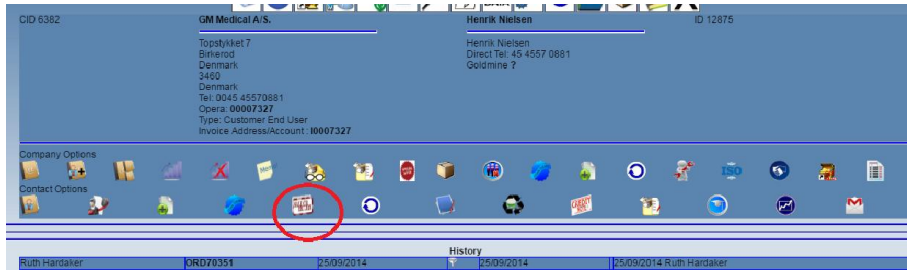 CID 6382
GM Medical A/S.
Henrik Nielsen
ID 12875
Topstykket 7
Birkerod
Denmark
3460
Denmark
Tel: 0045 45570881
Opera: 00007327
Type: Customer End User
Invoice Address/Account : I0007327
Henrik Nielsen
Direct Tel: 45 4557 0881
Goldmine ?
Company Options
ISO
Contact Options
History
Ruth Hardaker ORD70351 25/09/2014 25/09/2014 25/09/2014 Ruth Hardaker